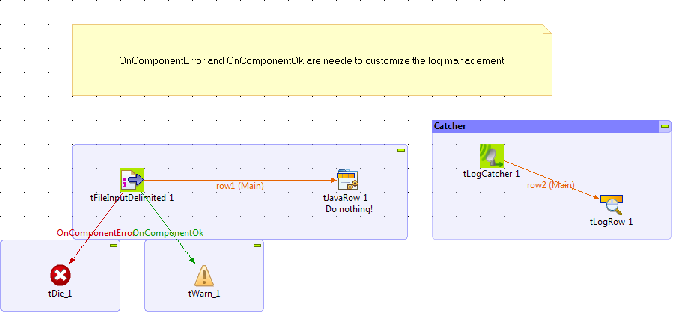 OnComponentError and OnComponentOk are neede to customize the log management
Catcher
tLogCatcher 1
tFileInputDelimited 1
row1 (Main)
tJavaRow 1
Do nothing!
row2 (Main)
tLogRow 1
OnComponentError
OnComponentOk
tDie_1
tWarn_1